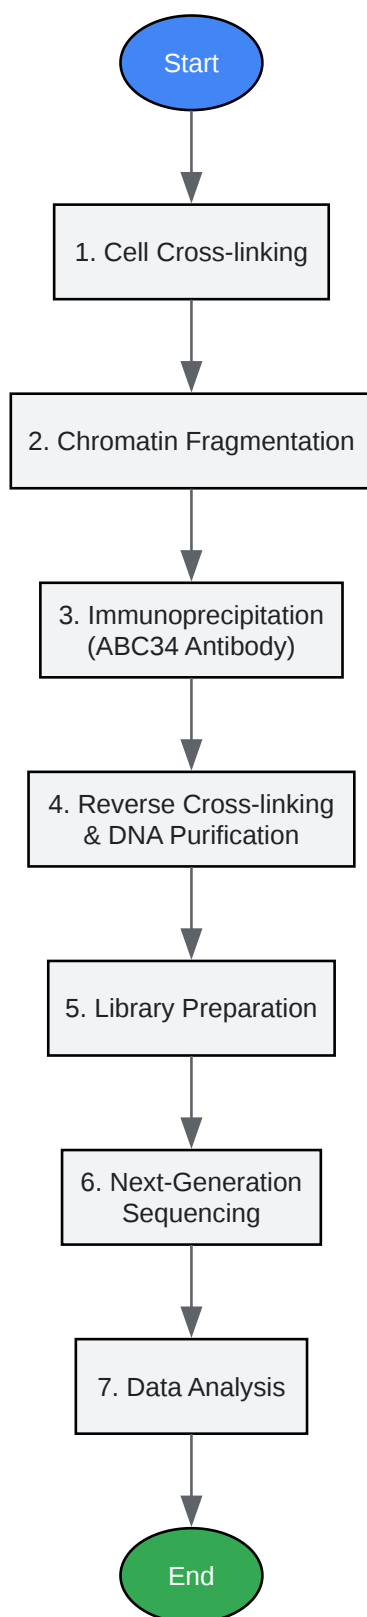 Start
1. Cell Cross-linking
2. Chromatin Fragmentation
3. Immunoprecipitation
(ABC34 Antibody)
4. Reverse Cross-linking
& DNA Purification
5. Library Preparation
6. Next-Generation
Sequencing
7. Data Analysis
End